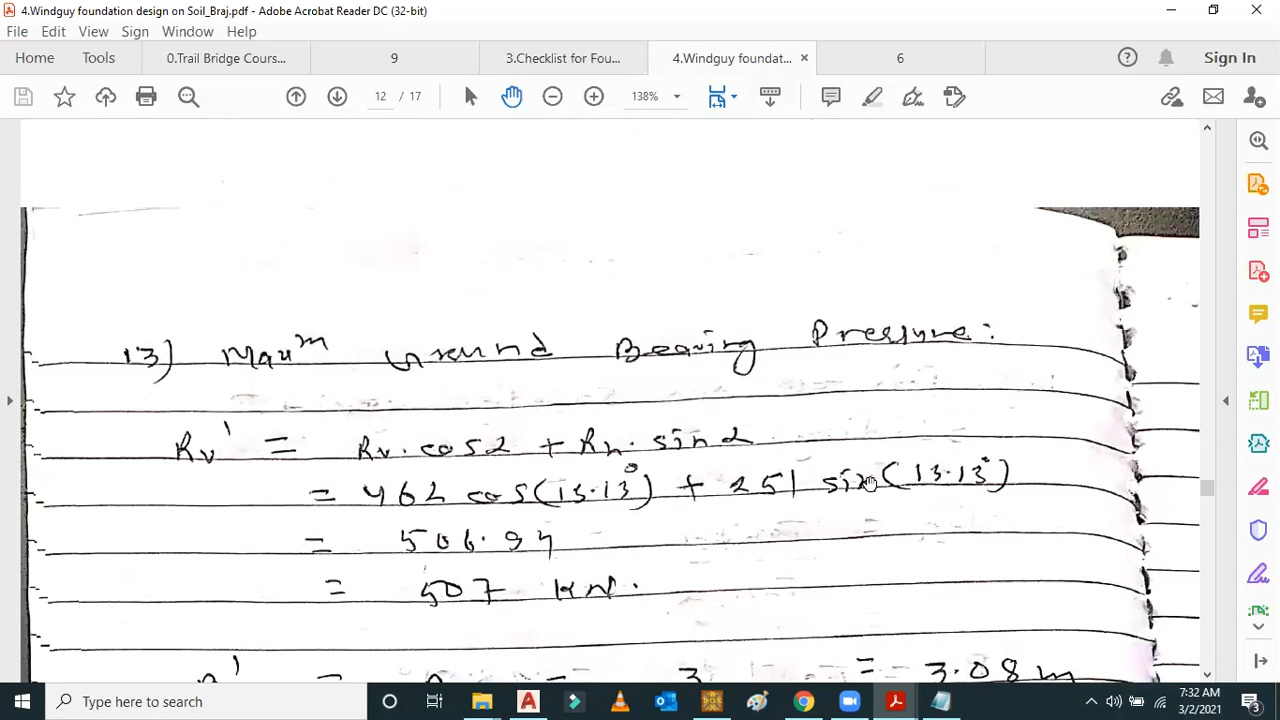 4.Windguy foundation design on Soil_Braj.pdf - Adobe Acrobat Reader DC (32-bit)
File Edit View Sign Window Help
Home Tools 0.Trail Bridge Cours... 9 3.Checklist for Fou... 4.Windguy foundat... × 6 Sign In
12 / 17 138%
13) Maxᵐ Ground Bearing Pressure:
Rv' = Rv. cosα + Rh. sinα
= 462 cos(13.13°) + 251 sin(13.13°)
= 506.94
= 507 KN.
= 3.08 m
Type here to search
7:32 AM
3/2/2021
3